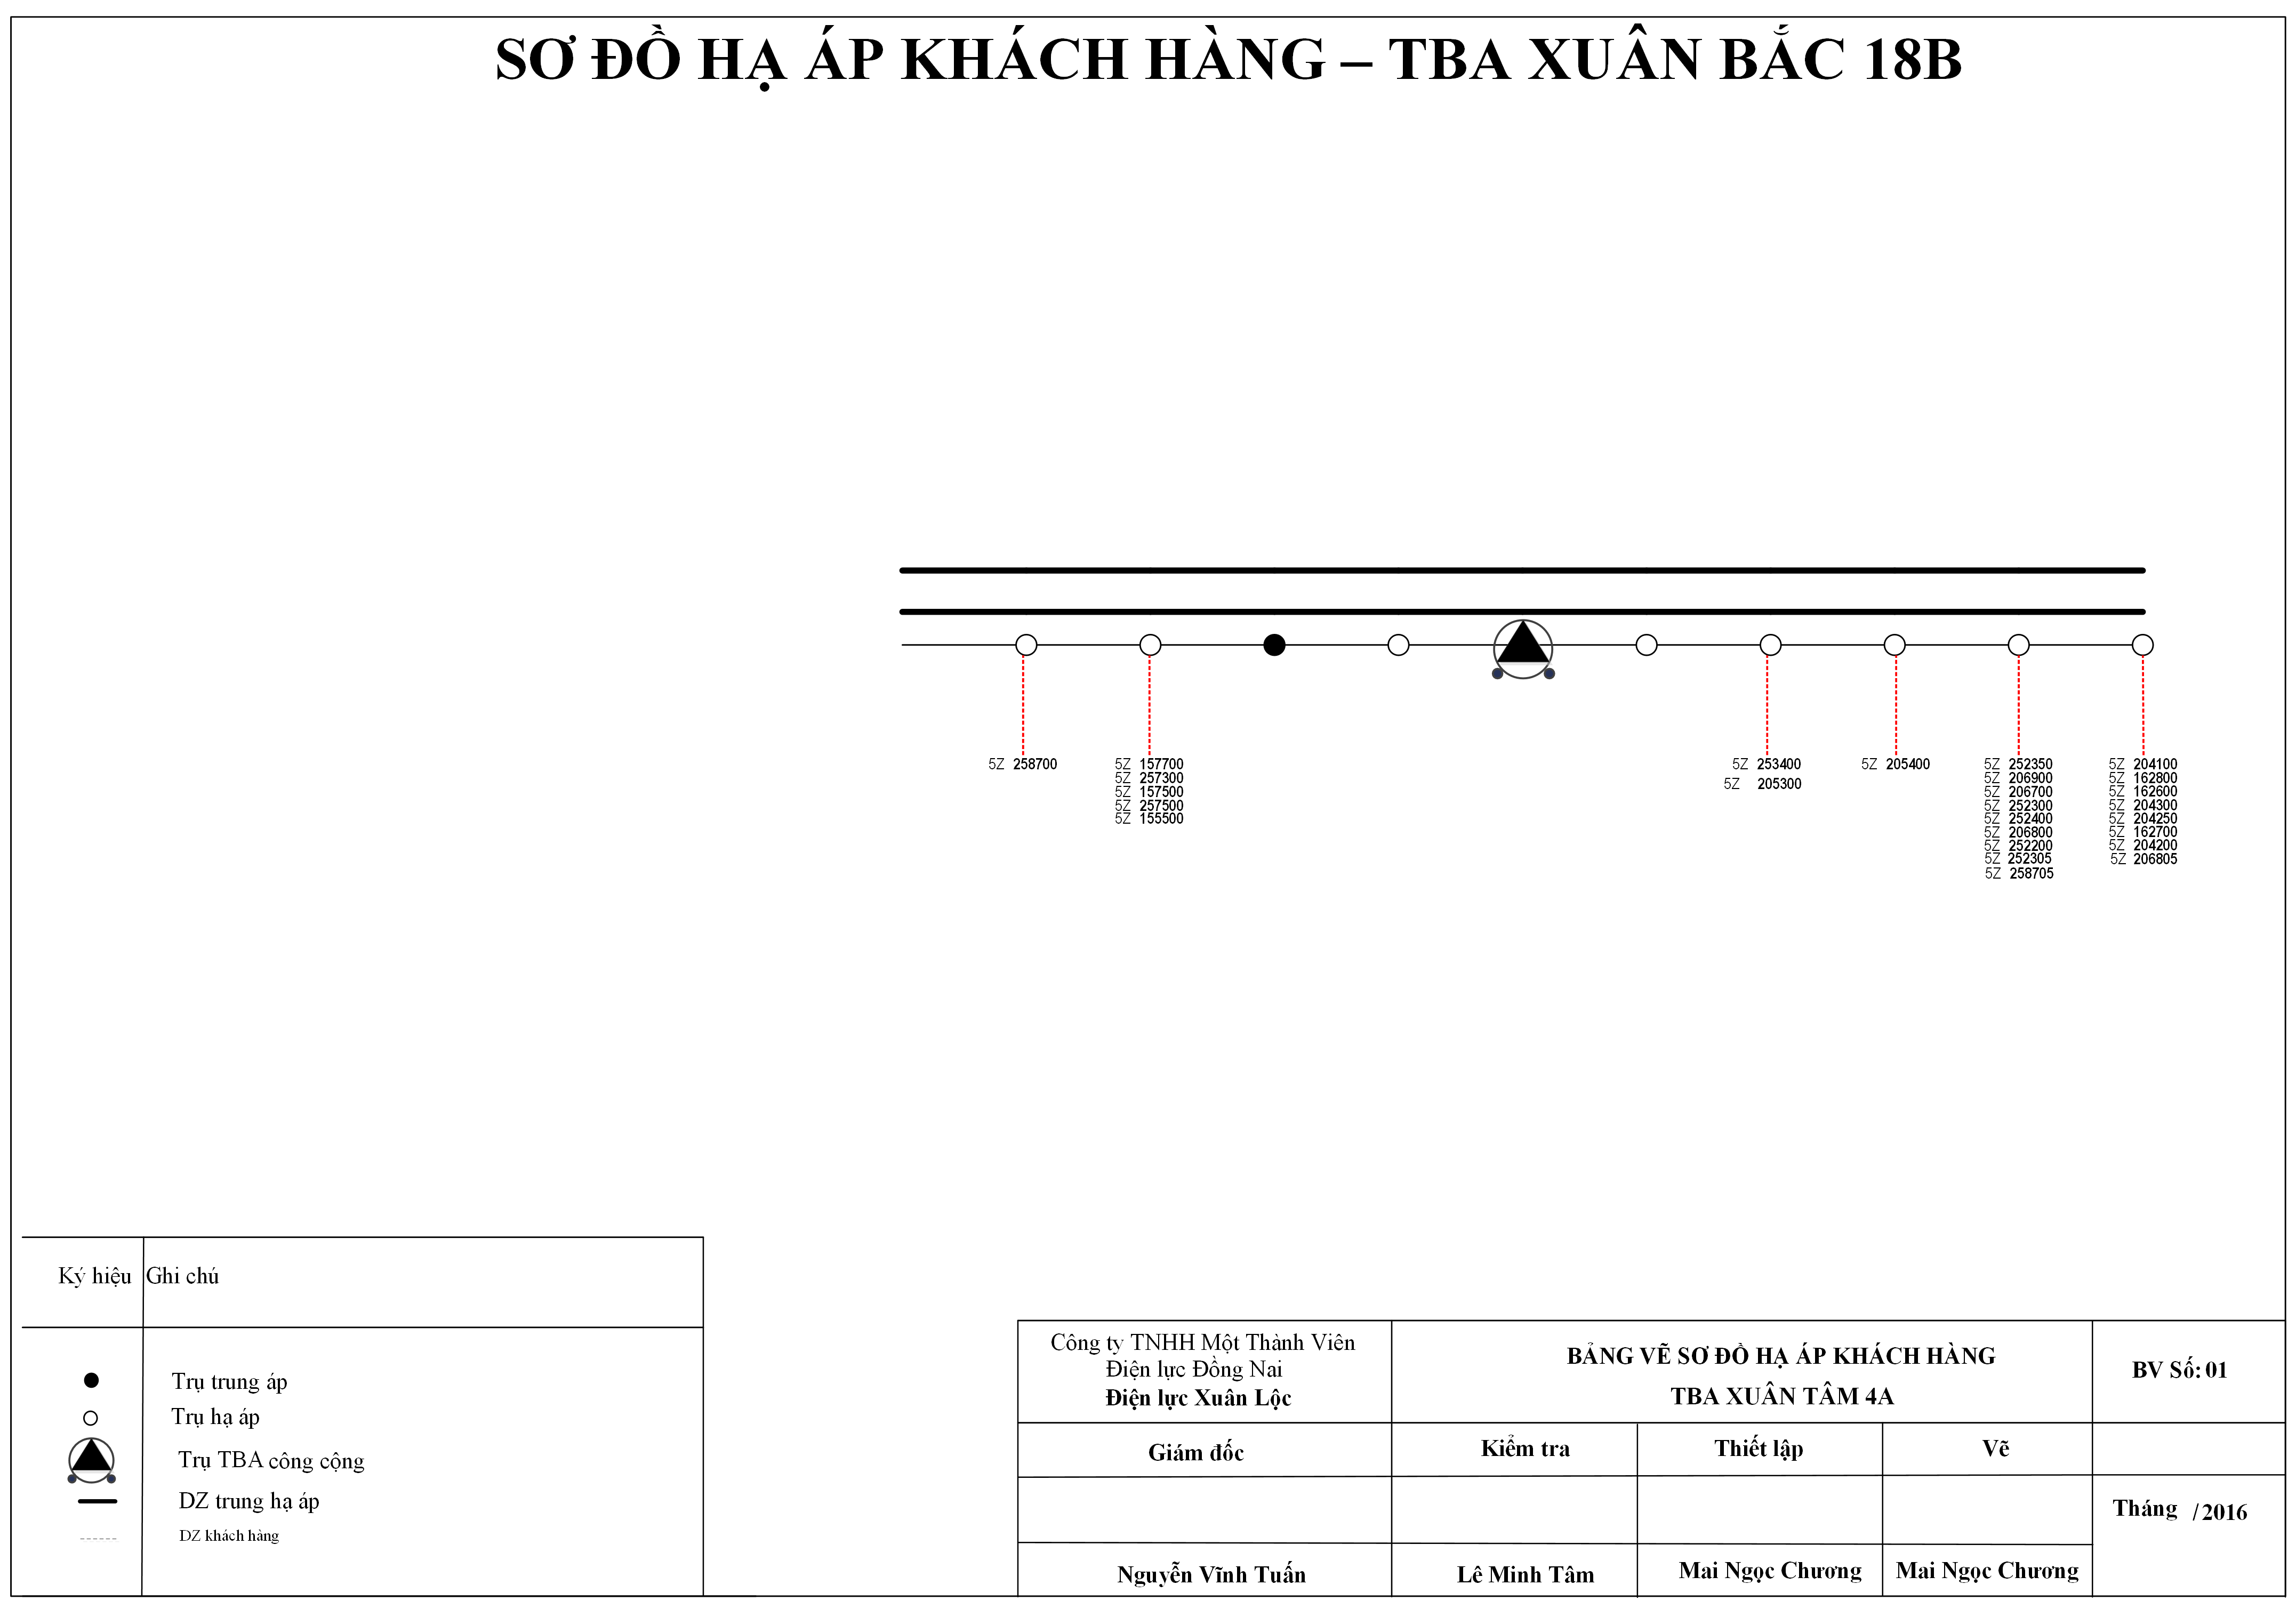 SƠ ĐỒ HẠ ÁP KHÁCH HÀNG – TBA XUÂN BẮC 18B
5Z 258700
5Z 157700
5Z 257300
5Z 157500
5Z 257500
5Z 155500
5Z 253400
5Z 205300
5Z 205400
5Z 252350
5Z 206900
5Z 206700
5Z 252300
5Z 252400
5Z 206800
5Z 252200
5Z 252305
5Z 258705
5Z 204100
5Z 162800
5Z 162600
5Z 204300
5Z 204250
5Z 162700
5Z 204200
5Z 206805
Ký hiệu Ghi chú
Trụ trung áp
Trụ hạ áp
Trụ TBA công cộng
DZ trung hạ áp
DZ khách hàng
Công ty TNHH Một Thành Viên
Điện lực Đồng Nai
Điện lực Xuân Lộc
BẢNG VẼ SƠ ĐỒ HẠ ÁP KHÁCH HÀNG
TBA XUÂN TÂM 4A
BV Số: 01
Giám đốc Kiểm tra Thiết lập Vẽ
Tháng /2016
Nguyễn Vĩnh Tuấn Lê Minh Tâm Mai Ngọc Chương Mai Ngọc Chương